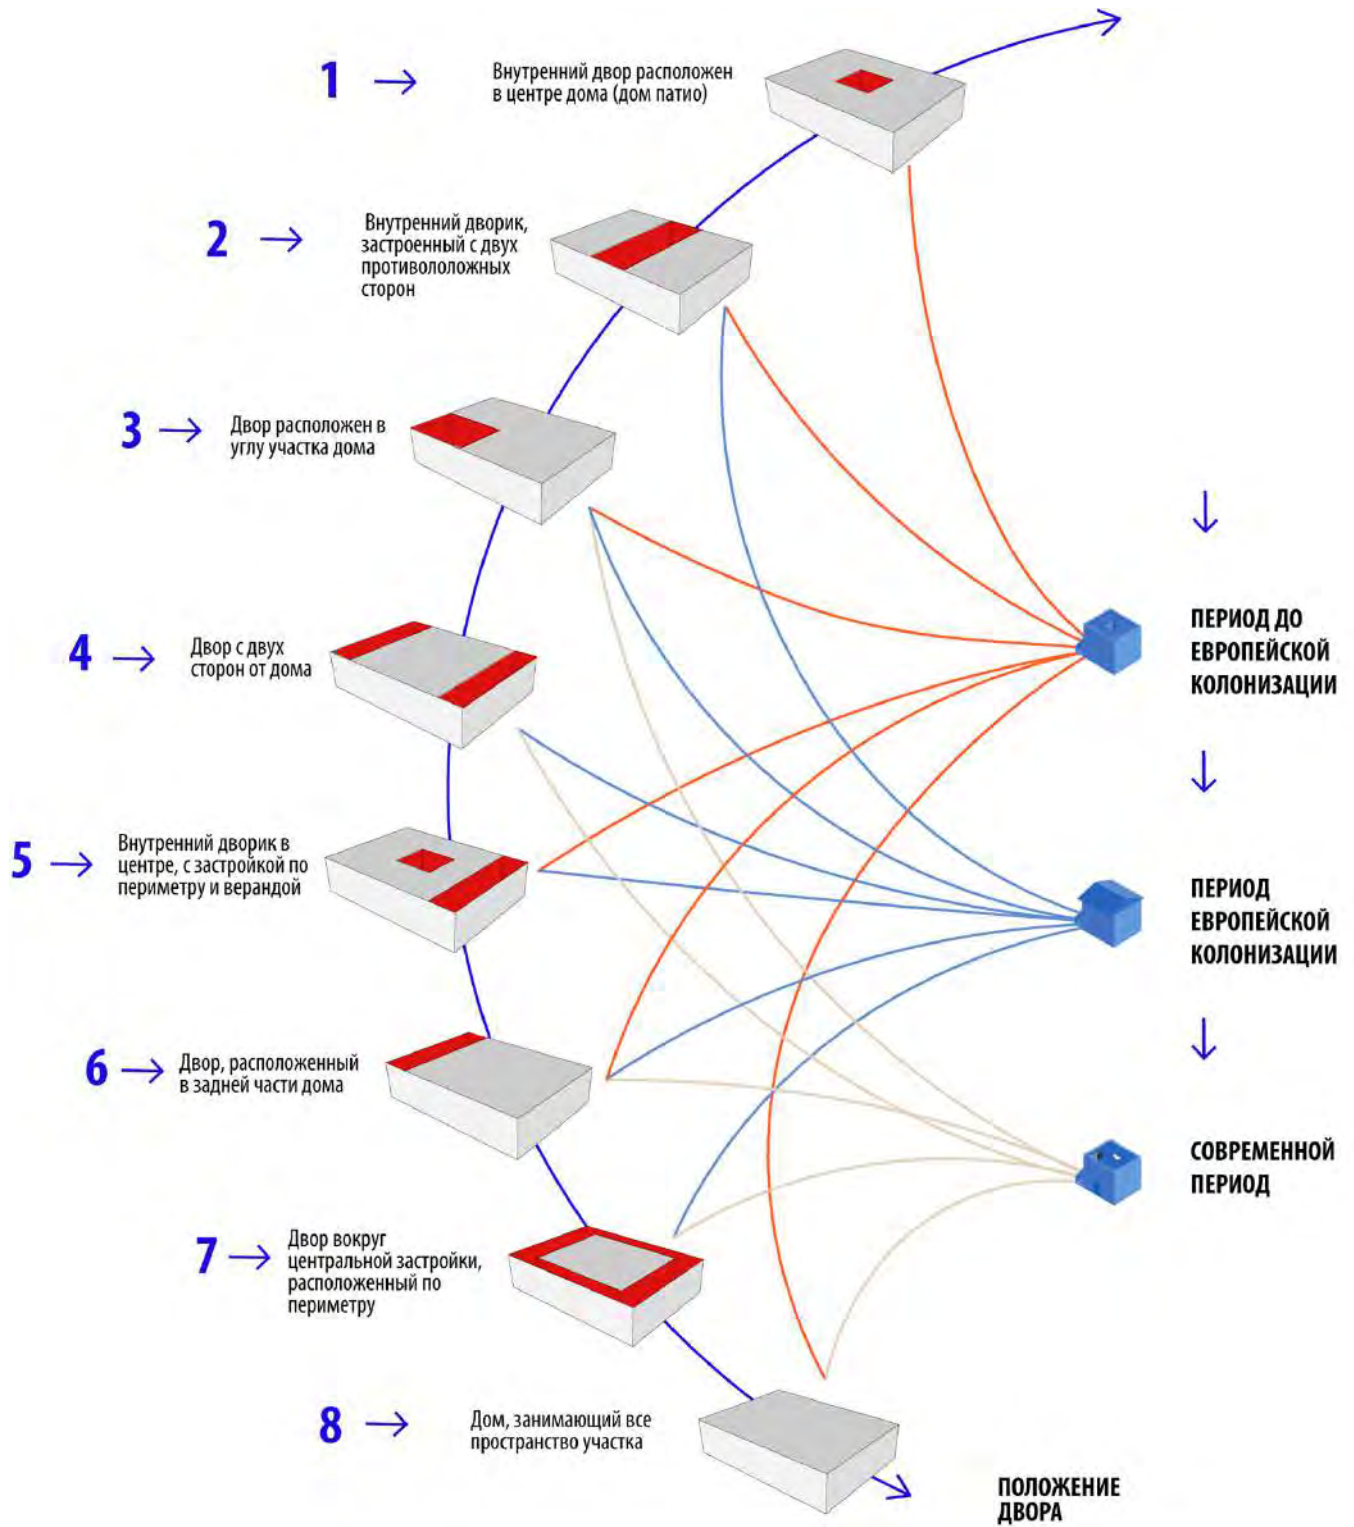 1
Внутренний двор расположен
в центре дома (дом патио)
2
Внутренний дворик,
застроенный с двух
противололожных
сторон
3
Двор расположен в
углу участка дома
4
Двор с двух
сторон от дома
5
Внутренний дворик в
центре, с застройкой по
периметру и верандой
6
Двор, расположенный
в задней части дома
7
Двор вокруг
центральной застройки,
расположенный по
периметру
8
Дом, занимающий все
пространство участка
ПЕРИОД ДО
ЕВРОПЕЙСКОЙ
КОЛОНИЗАЦИИ
ПЕРИОД
ЕВРОПЕЙСКОЙ
КОЛОНИЗАЦИИ
СОВРЕМЕННОЙ
ПЕРИОД
ПОЛОЖЕНИЕ
ДВОРА